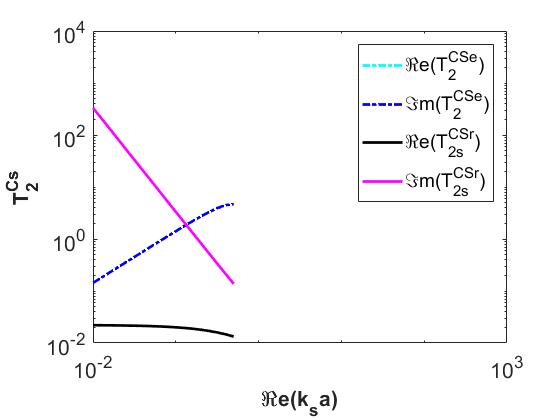 10^4
10^2
10^0
10^-2
10^-2
10^3
T_2^Cs
ℜe(k_s a)
ℜe(T_2^CSe)
ℑm(T_2^CSe)
ℜe(T_2s^CSr)
ℑm(T_2s^CSr)